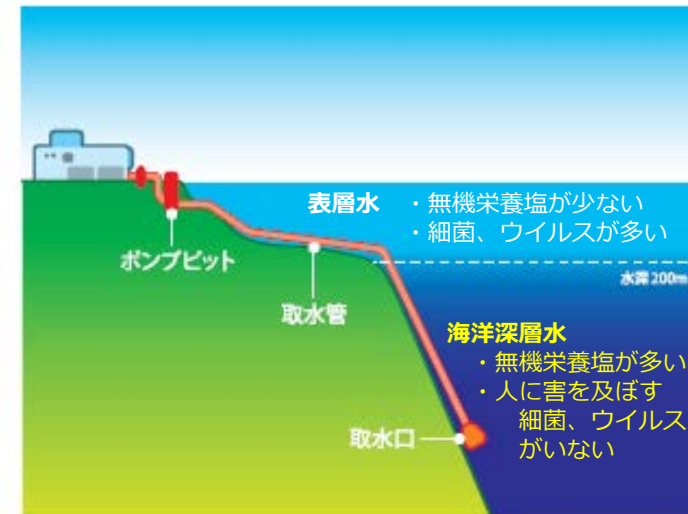 表層水 ・無機栄養塩が少ない
・細菌、ウイルスが多い
ポンプピット
水深200m
取水管
海洋深層水
・無機栄養塩が多い
・人に害を及ぼす
細菌、ウイルス
がいない
取水口